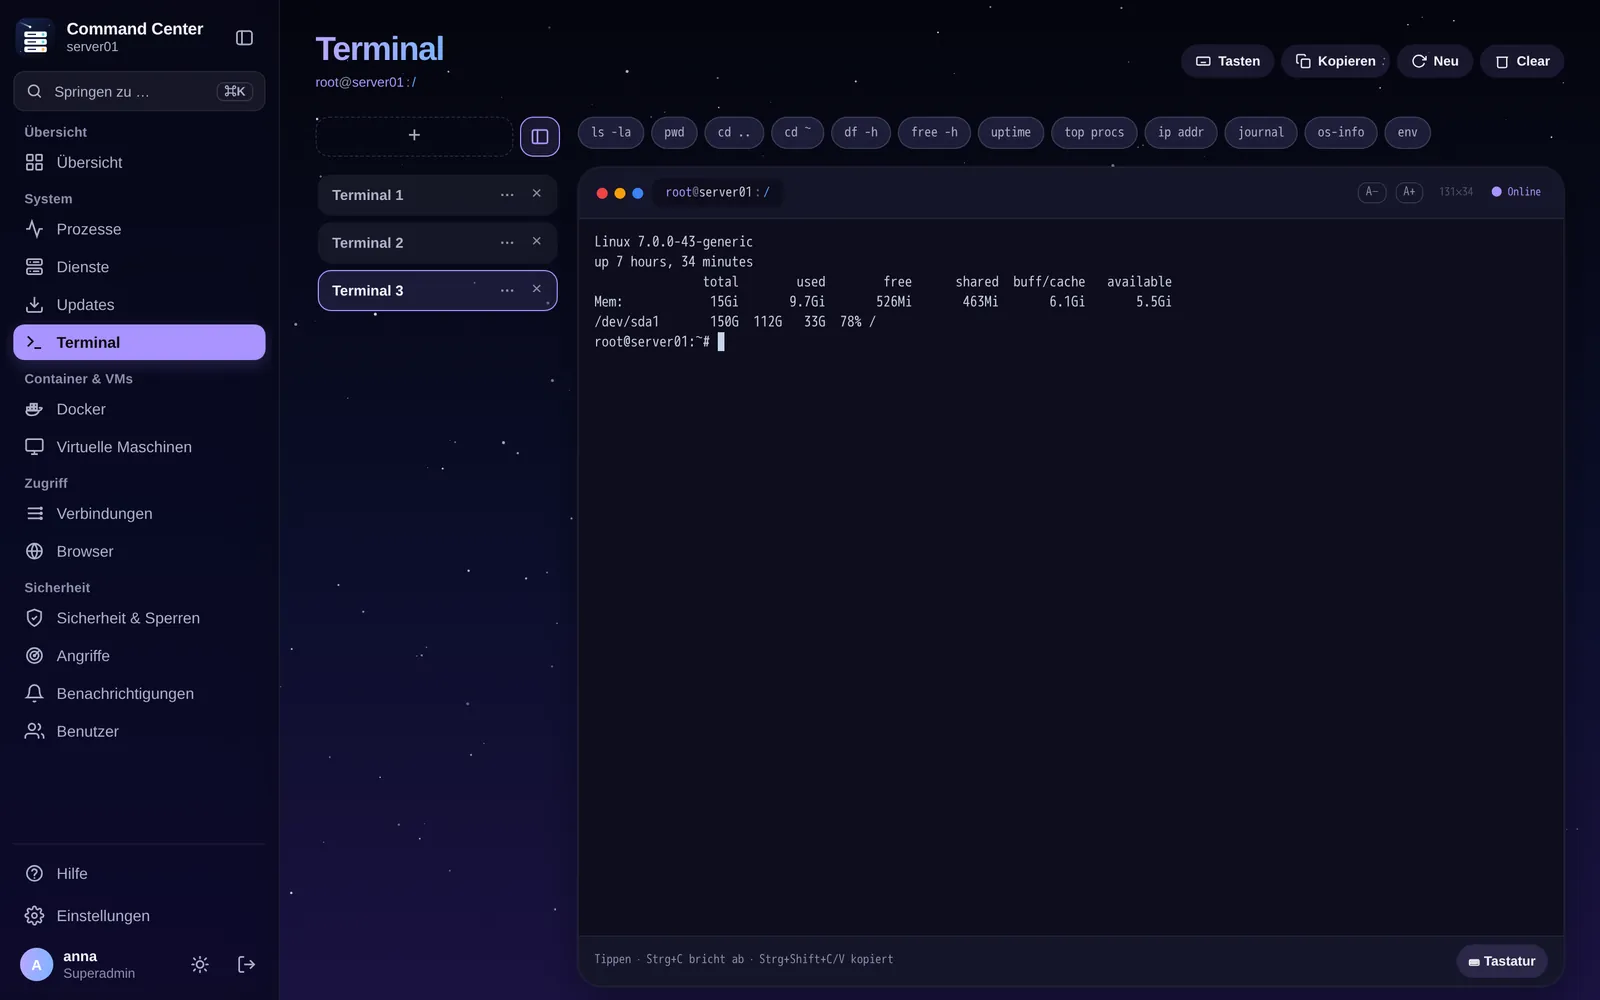 Command Center
server01
Springen zu …
⌘K
Übersicht
Übersicht
System
Prozesse
Dienste
Updates
Terminal
Container & VMs
Docker
Virtuelle Maschinen
Zugriff
Verbindungen
Browser
Sicherheit
Sicherheit & Sperren
Angriffe
Benachrichtigungen
Benutzer
Hilfe
Einstellungen
A
anna
Superadmin
Terminal
root@server01:/
Tasten
Kopieren
Neu
Clear
+
Terminal 1 ··· ×
Terminal 2 ··· ×
Terminal 3 ··· ×
ls -la
pwd
cd ..
cd ~
df -h
free -h
uptime
top procs
ip addr
journal
os-info
env
root@server01:/
A−
A+
131×34
Online
Linux 7.0.0-43-generic
up 7 hours, 34 minutes
total used free shared buff/cache available
Mem: 15Gi 9.7Gi 526Mi 463Mi 6.1Gi 5.5Gi
/dev/sda1 150G 112G 33G 78% /
root@server01:~#
Tippen · Strg+C bricht ab · Strg+Shift+C/V kopiert
Tastatur